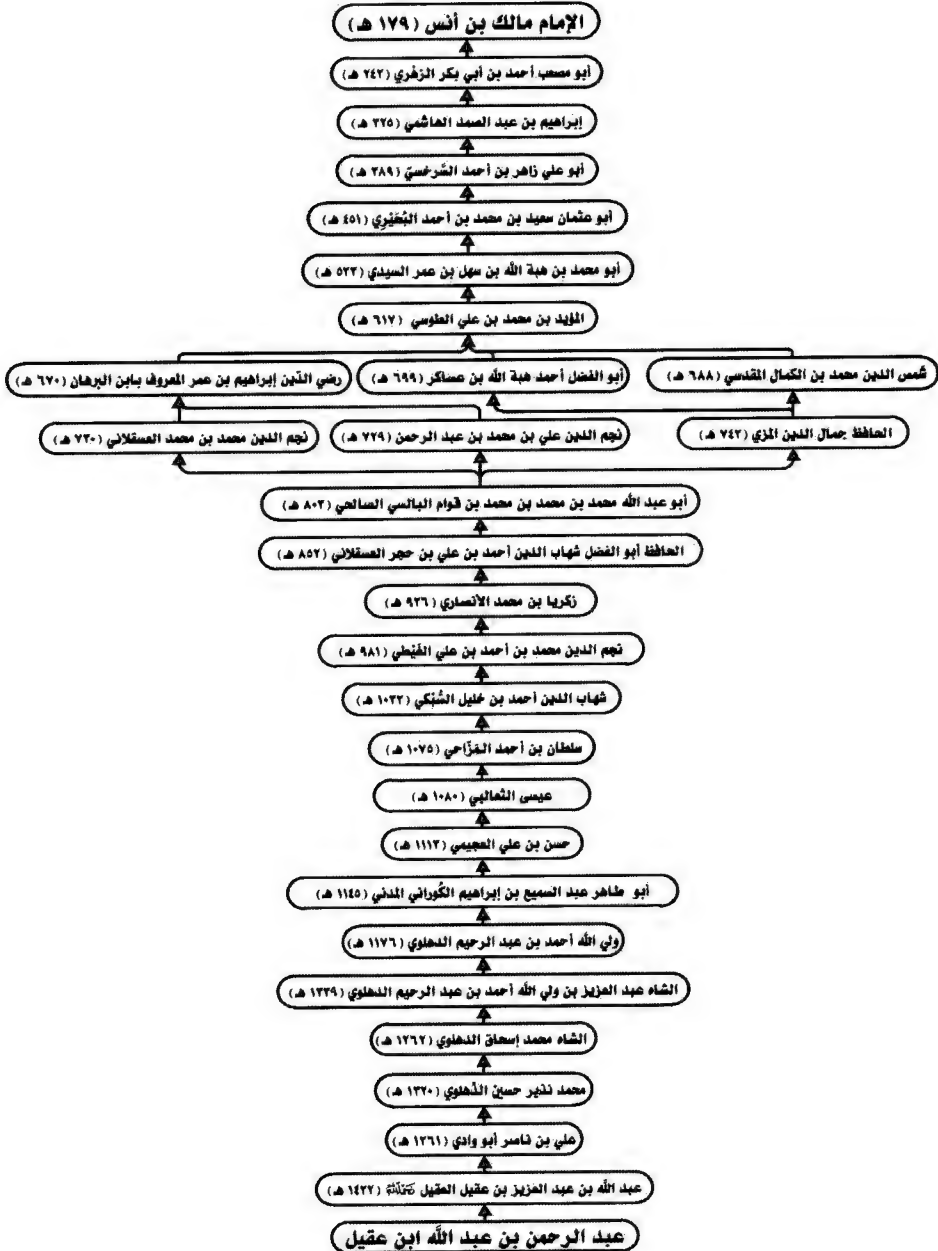 الإمام مالك بن أنس (١٧٩ هـ)
أبو مصعب أحمد بن أبي بكر الزهري (٢٤٢ هـ)
إبراهيم بن عبد الصمد الهاشمي (٣٢٥ هـ)
أبو علي زاهر بن أحمد السَّرخسيّ (٣٨٩ هـ)
أبو عثمان سعيد بن محمد بن أحمد البُحَيْرِي (٤٥١ هـ)
أبو محمد بن هبة الله بن سهل بن عمر السيدي (٥٣٣ هـ)
المؤيد بن محمد بن علي الطوسي (٦١٧ هـ)
شمس الدين محمد بن الكمال المقدسي (٦٨٨ هـ) أبو الفضل أحمد هبة الله بن عساكر (٦٩٩ هـ) رضي الدّين إبراهيم بن عمر المعروف بابن البرهان (٦٧٠ هـ)
الحافظ جمال الدين المزي (٧٤٢ هـ) نجم الدين علي بن محمد بن عبد الرحمن (٧٢٩ هـ) نجم الدين محمد بن محمد العسقلاني (٧٣٠ هـ)
أبو عبد الله محمد بن محمد بن محمد بن قوام البالسي الصالحي (٨٠٣ هـ)
الحافظ أبو الفضل شهاب الدين أحمد بن علي بن حجر العسقلاني (٨٥٢ هـ)
زكريا بن محمد الأنصاري (٩٢٦ هـ)
نجم الدين محمد بن أحمد بن علي الغَيْطي (٩٨١ هـ)
شهاب الدين أحمد بن خليل السُّبْكي (١٠٣٢ هـ)
سلطان بن أحمد المَزّاحي (١٠٧٥ هـ)
عيسى الثعالبي (١٠٨٠ هـ)
حسن بن علي العجيمي (١١١٣ هـ)
أبو طاهر عبد السميع بن إبراهيم الكُوراني المدني (١١٤٥ هـ)
ولي الله أحمد بن عبد الرحيم الدهلوي (١١٧٦ هـ)
الشاه عبد العزيز بن ولي الله أحمد بن عبد الرحيم الدهلوي (١٢٣٩ هـ)
الشاه محمد إسحاق الدهلوي (١٢٦٢ هـ)
محمد نذير حسين الدِّهلوي (١٣٢٠ هـ)
علي بن ناصر أبو وادي (١٣٦١ هـ)
عبد الله بن عبد العزيز بن عقيل العقيل رَحِمَهُ اللهُ (١٤٣٢ هـ)
عبد الرحمن بن عبد الله ابن عقيل